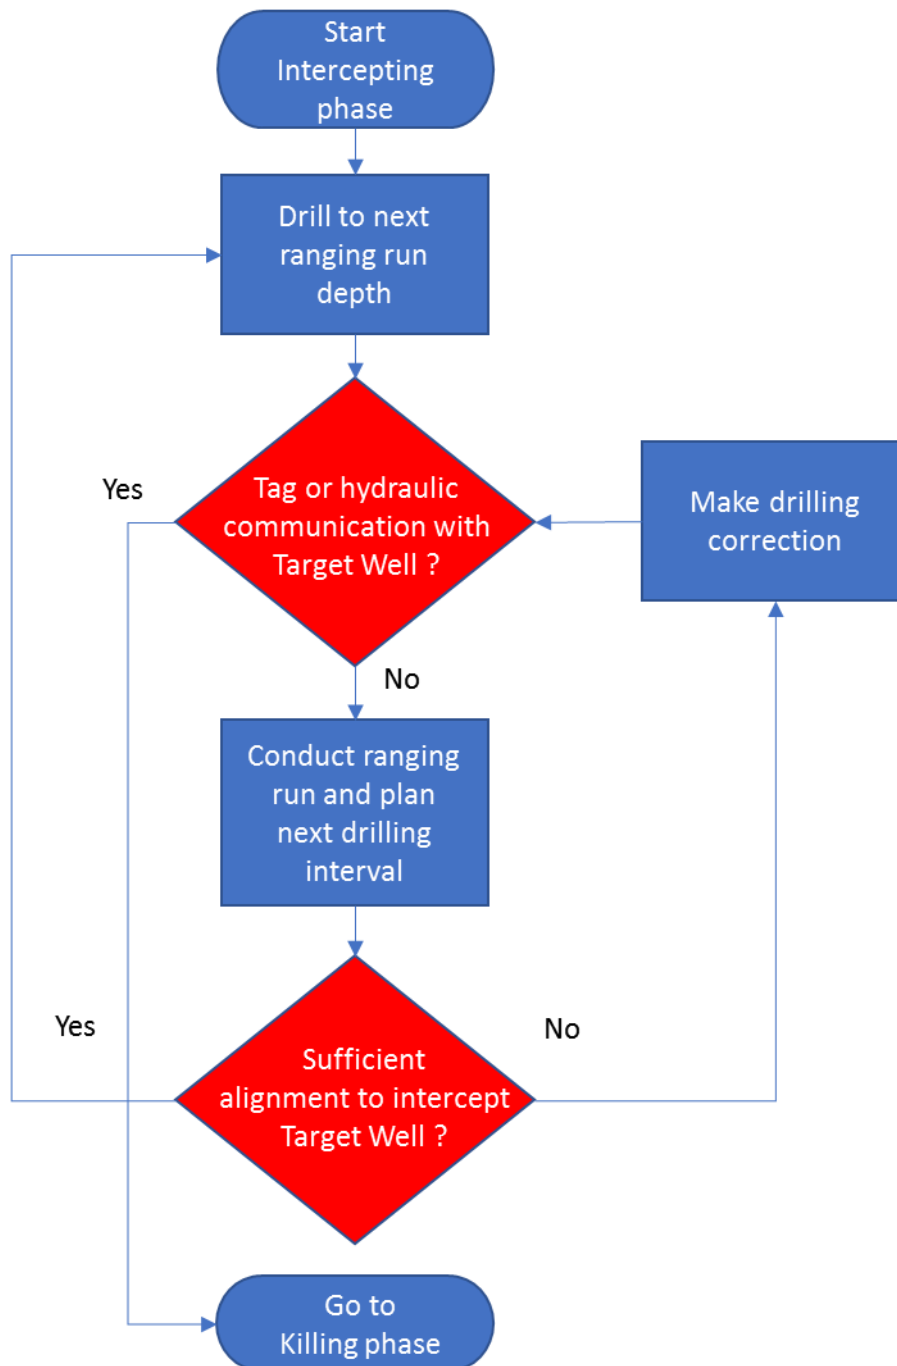 Start
Intercepting
phase
Drill to next
ranging run
depth
Yes
Tag or hydraulic
communication with
Target Well ?
Make drilling
correction
No
Conduct ranging
run and plan
next drilling
interval
Yes
No
Sufficient
alignment to intercept
Target Well ?
Go to
Killing phase